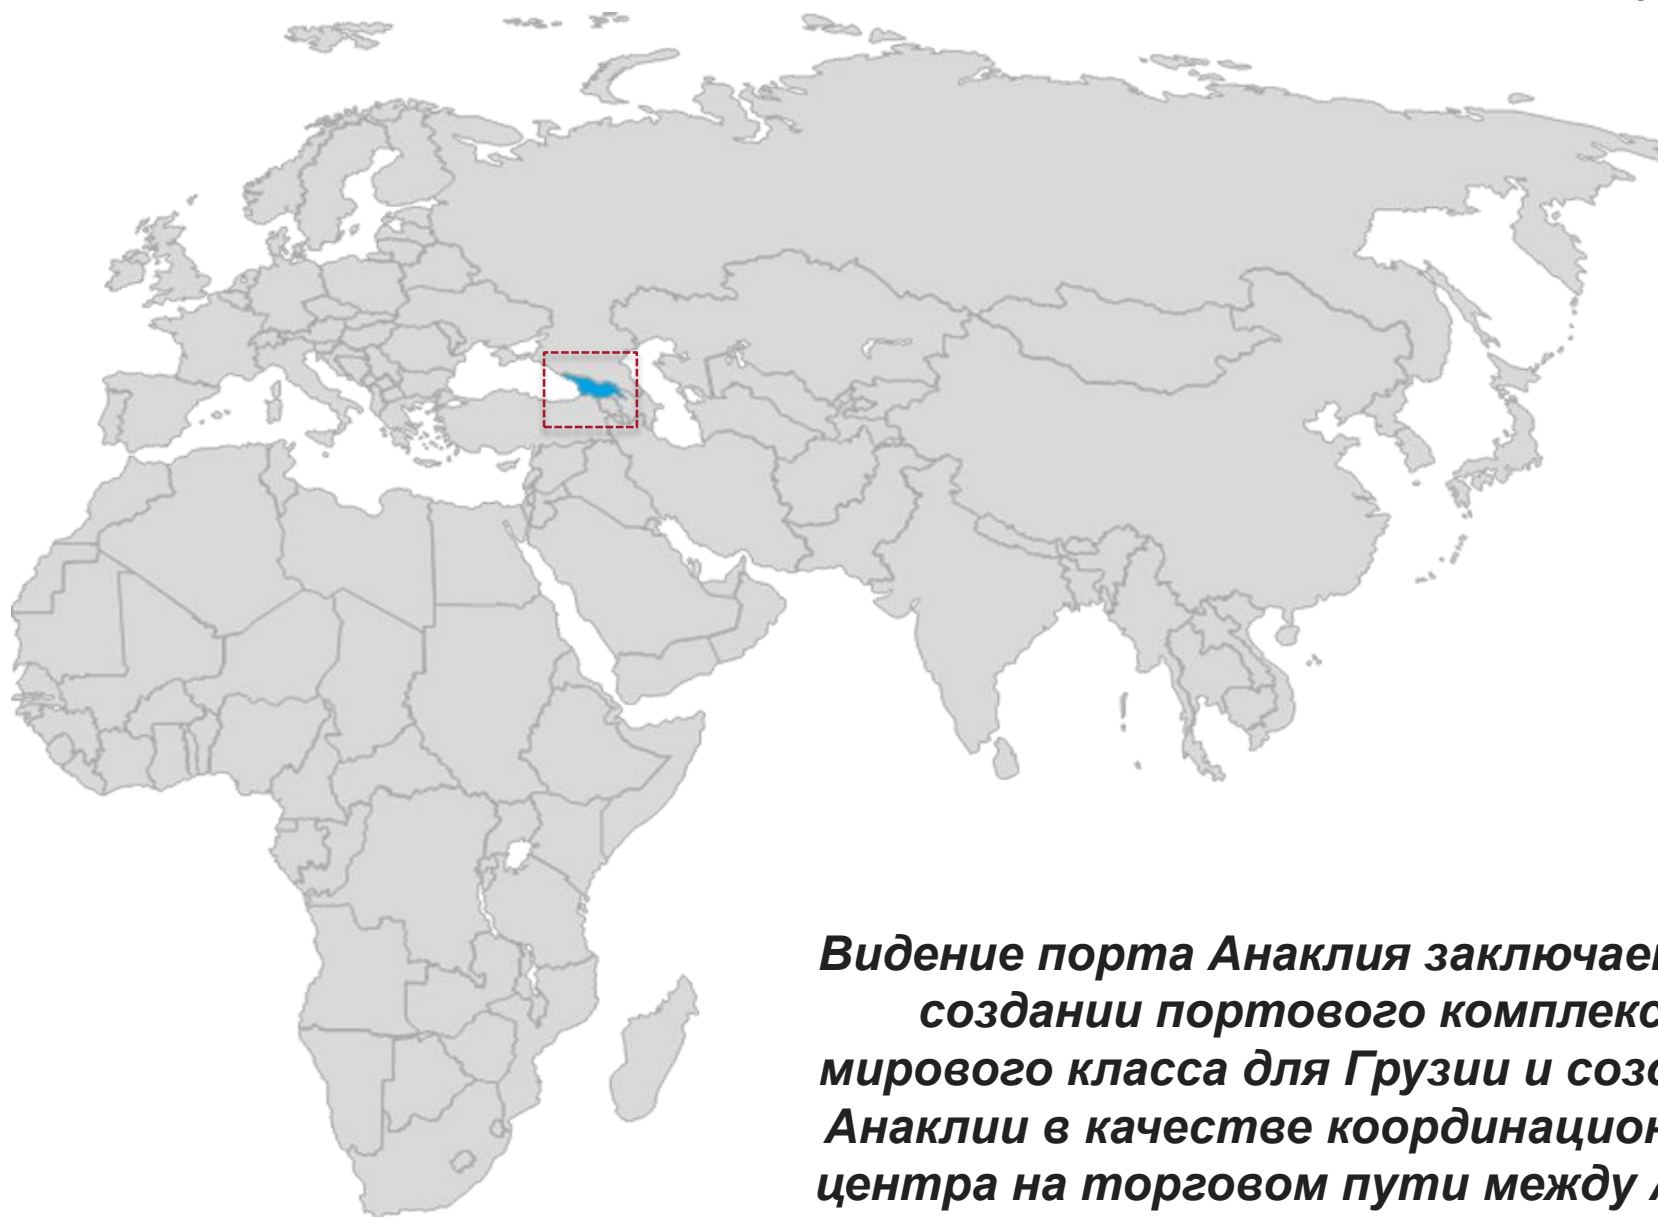 Видение порта Анаклия заключае
создании портового комплекс
мирового класса для Грузии и соз
Анаклии в качестве координацион
центра на торговом пути между